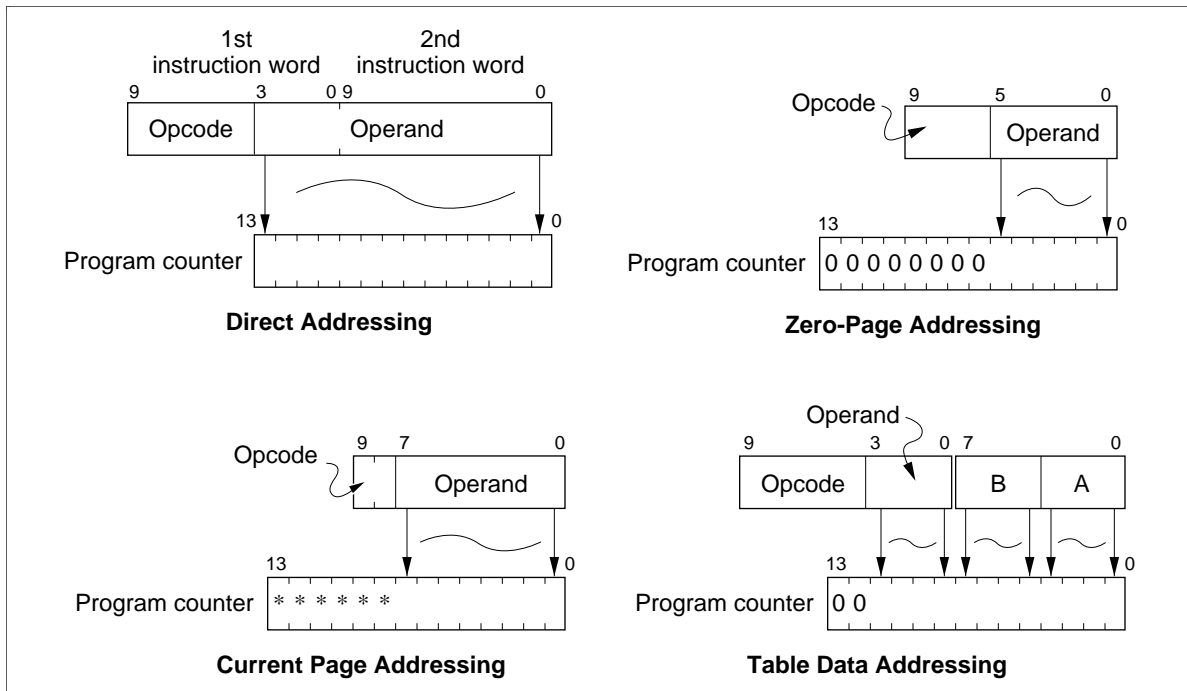 1st
instruction word
2nd
instruction word
9 3 0 9 0
Opcode Operand
13 0
Program counter
Direct Addressing
Opcode
9 5 0
Operand
13 0
Program counter 0 0 0 0 0 0 0 0
Zero-Page Addressing
Opcode
9 7 0
Operand
13 0
Program counter * * * * * *
Current Page Addressing
Operand
9 3 0 7 0
Opcode B A
13 0
Program counter 0 0
Table Data Addressing